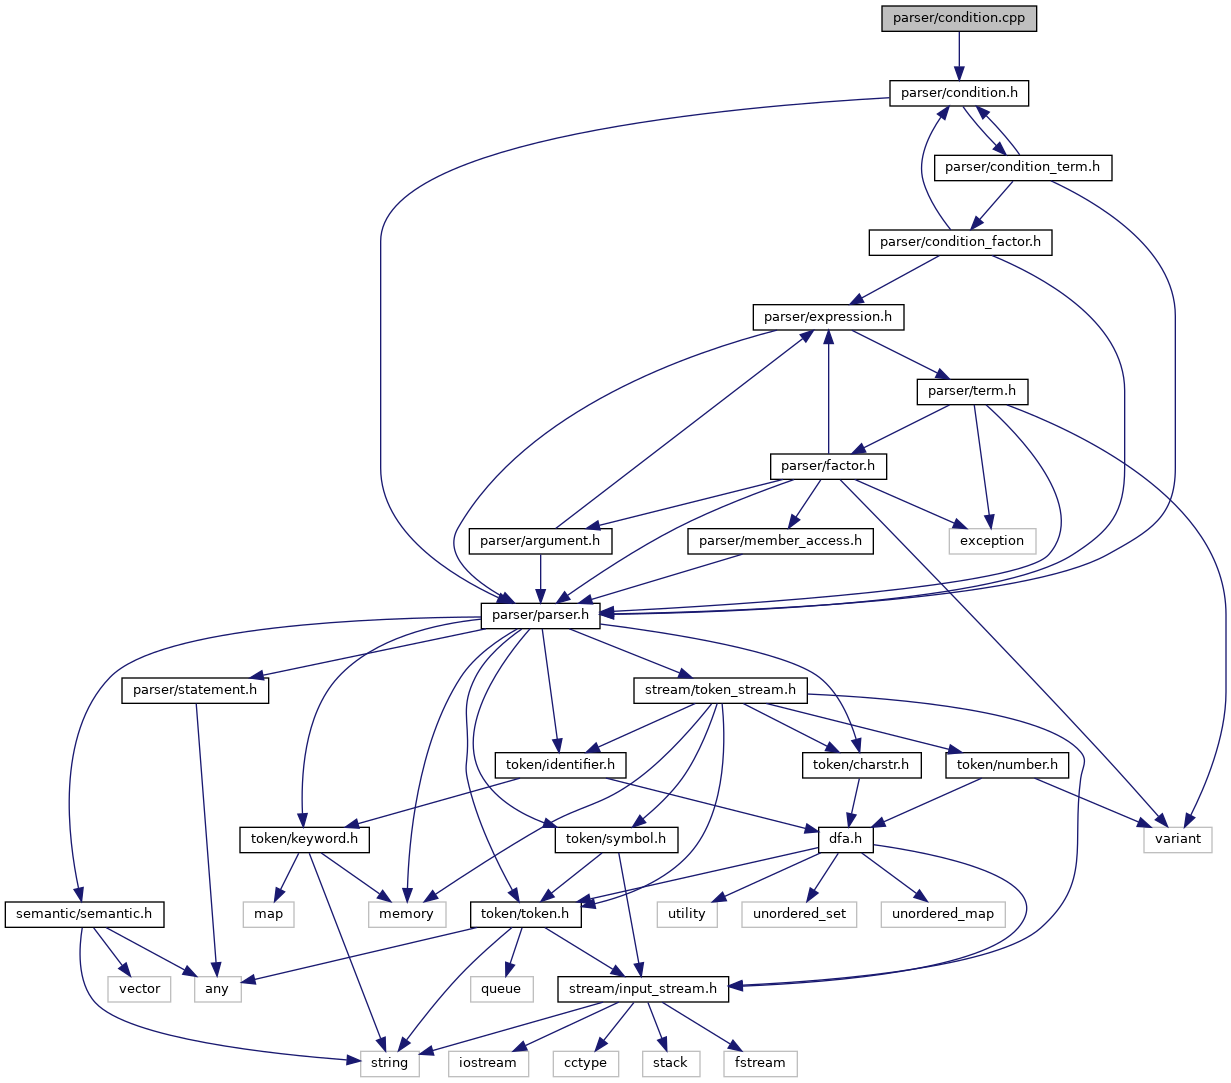 parser/condition.cpp
parser/condition.h
parser/condition_term.h
parser/condition_factor.h
parser/expression.h
parser/term.h
parser/factor.h
parser/argument.h
parser/member_access.h
exception
parser/parser.h
parser/statement.h
stream/token_stream.h
token/identifier.h
token/charstr.h
token/number.h
token/keyword.h
token/symbol.h
dfa.h
variant
semantic/semantic.h
map
memory
token/token.h
utility
unordered_set
unordered_map
vector
any
queue
stream/input_stream.h
string
iostream
cctype
stack
fstream